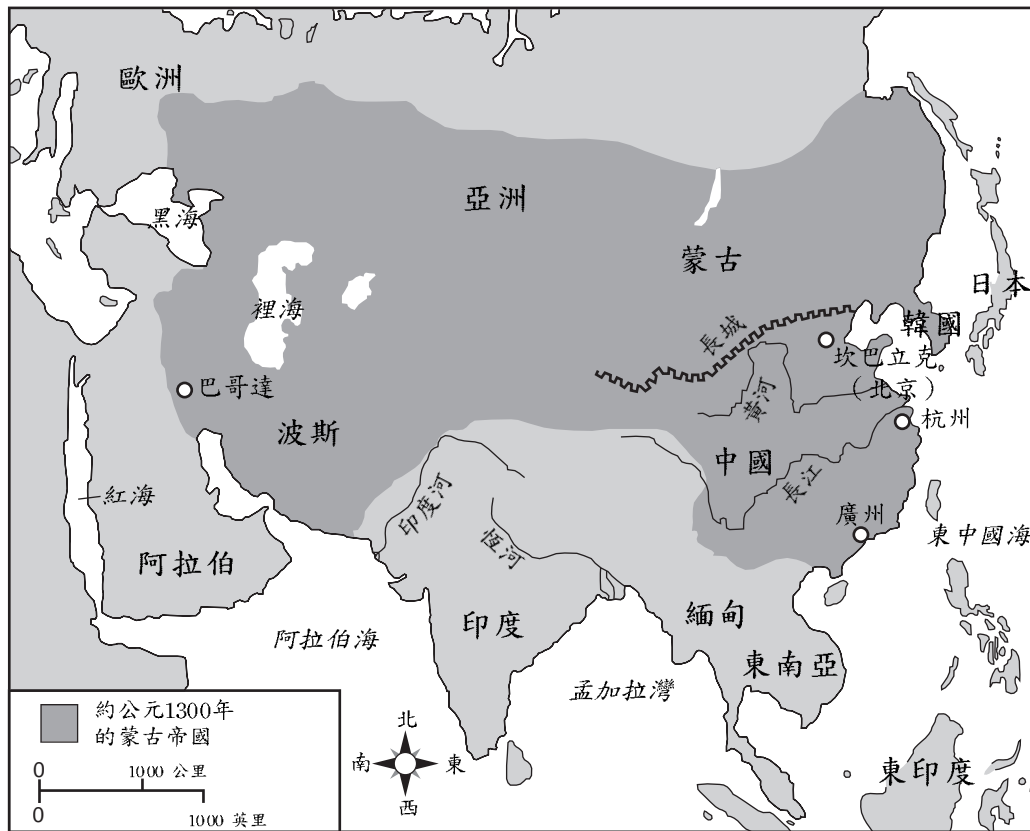 歐洲
亞洲
黑海
蒙古
日本
裡海
長城
韓國
坎巴立克
(北京)
巴哥達
黃河
杭州
波斯
中國
長江
紅海
印度河
廣州
恆河
東中國海
阿拉伯
印度
緬甸
阿拉伯海
東南亞
孟加拉灣
約公元1300年
的蒙古帝國
北
南 東
西
東印度
0 1000 公里
0 1000 英里